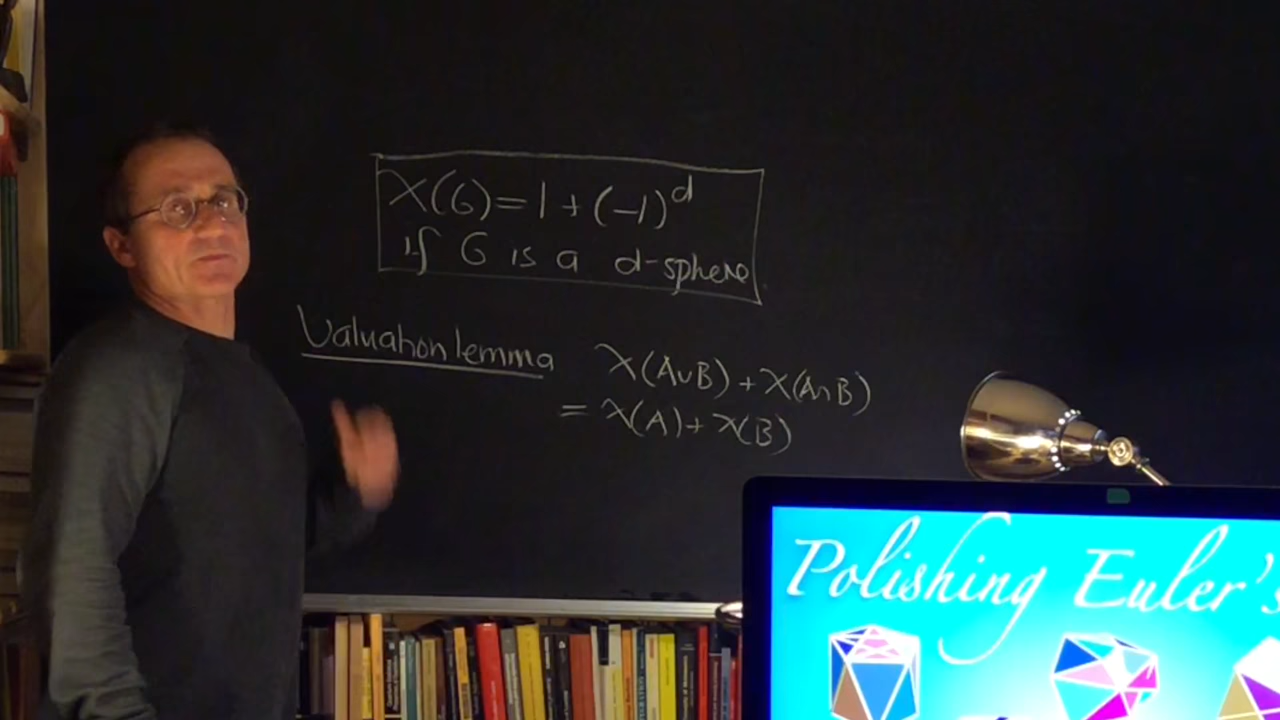 χ(G)=1+(-1)^d
if G is a d-sphere
Valuation lemma
χ(A∪B)+χ(A∩B)
=χ(A)+χ(B)
Polishing Euler's